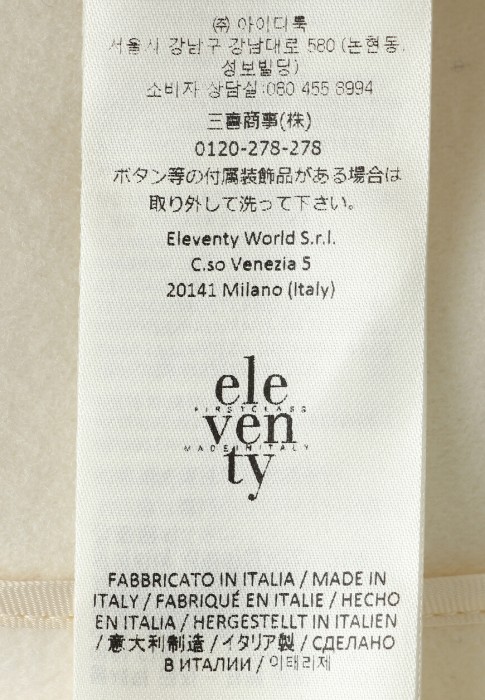 ㈜ 아이디룩
서울시 강남구 강남대로 580 (논현동,
성보빌딩)
소비자 상담실:080 455 8994
三喜商事(株)
0120-278-278
ボタン等の付属装飾品がある場合は
取り外して洗って下さい。
Eleventy World S.r.l.
C.so Venezia 5
20141 Milano (Italy)
ele
FIRSTCLASS
ven
MADEINITALY
ty
FABBRICATO IN ITALIA / MADE IN
ITALY / FABRIQUÉ EN ITALIE / HECHO
EN ITALIA / HERGESTELLT IN ITALIEN
/ 意大利制造 / イタリア製 / СДЕЛАНО
В ИТАЛИИ / 이태리제